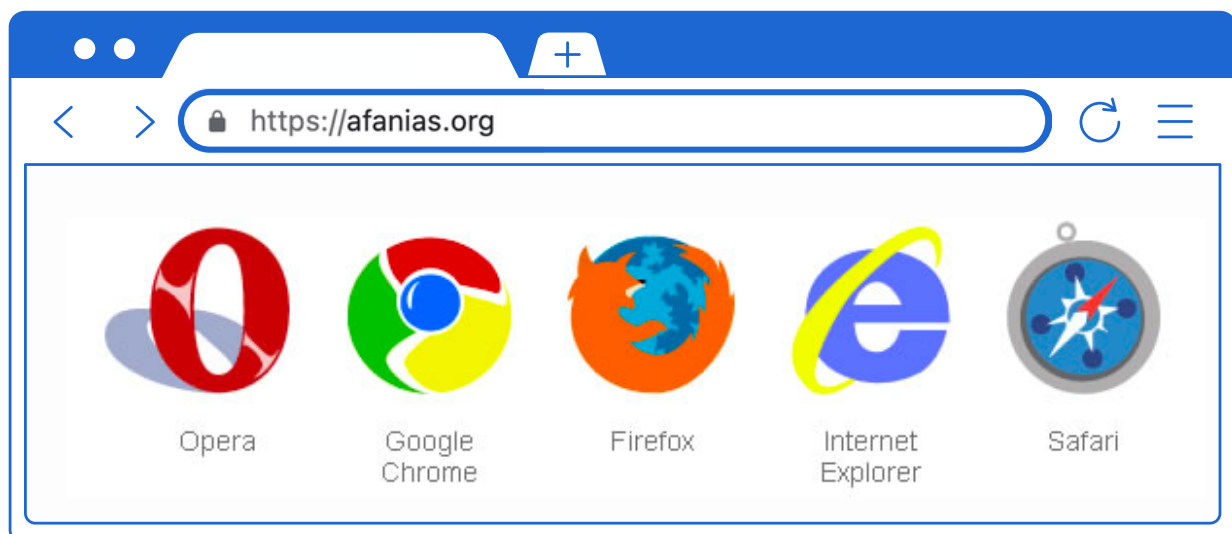 https://afanias.org
Opera
Google
Chrome
Firefox
Internet
Explorer
Safari